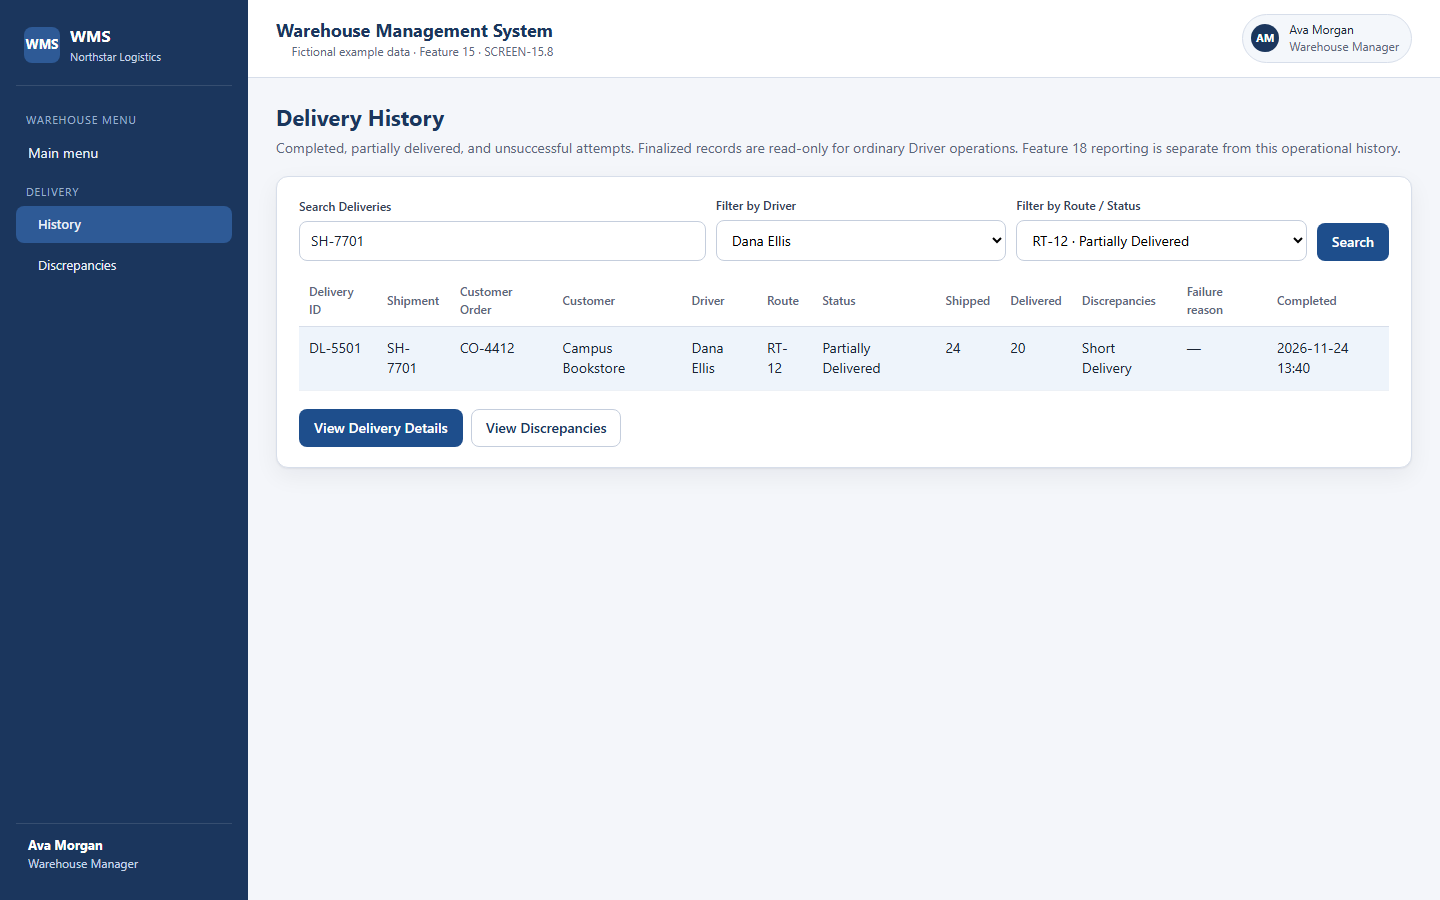 WMS
WMS
Northstar Logistics
WAREHOUSE MENU
Main menu
DELIVERY
History
Discrepancies
Ava Morgan
Warehouse Manager
Warehouse Management System
Fictional example data · Feature 15 · SCREEN-15.8
AM
Ava Morgan
Warehouse Manager
Delivery History
Completed, partially delivered, and unsuccessful attempts. Finalized records are read-only for ordinary Driver operations. Feature 18 reporting is separate from this operational history.
Search Deliveries
Filter by Driver
Filter by Route / Status
SH-7701
Dana Ellis
RT-12 · Partially Delivered
Search
Delivery ID Shipment Customer Order Customer Driver Route Status Shipped Delivered Discrepancies Failure reason Completed
DL-5501 SH-7701 CO-4412 Campus Bookstore Dana Ellis RT-12 Partially Delivered 24 20 Short Delivery — 2026-11-24 13:40
View Delivery Details
View Discrepancies